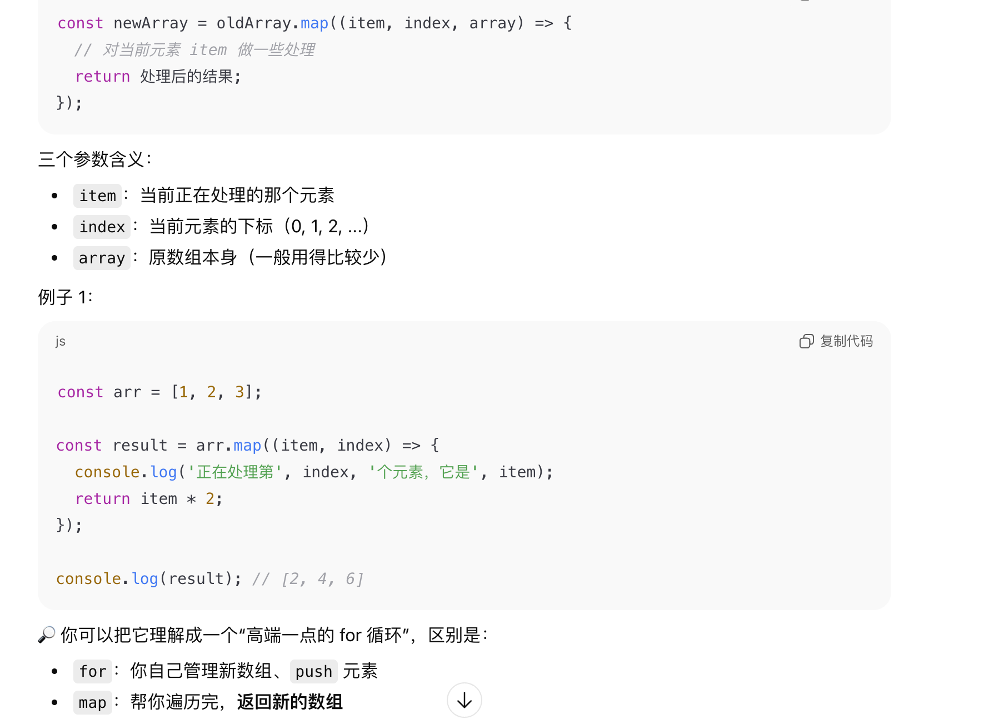 const newArray = oldArray.map((item, index, array) => {
  // 对当前元素 item 做一些处理
  return 处理后的结果;
});
三个参数含义：
• item：当前正在处理的那个元素
• index：当前元素的下标（0, 1, 2, ...）
• array：原数组本身（一般用得比较少）
例子 1：
js
复制代码
const arr = [1, 2, 3];
const result = arr.map((item, index) => {
  console.log('正在处理第', index, '个元素，它是', item);
  return item * 2;
});
console.log(result); // [2, 4, 6]
🔎 你可以把它理解成一个“高端一点的 for 循环”，区别是：
• for：你自己管理新数组、push 元素
• map：帮你遍历完，返回新的数组